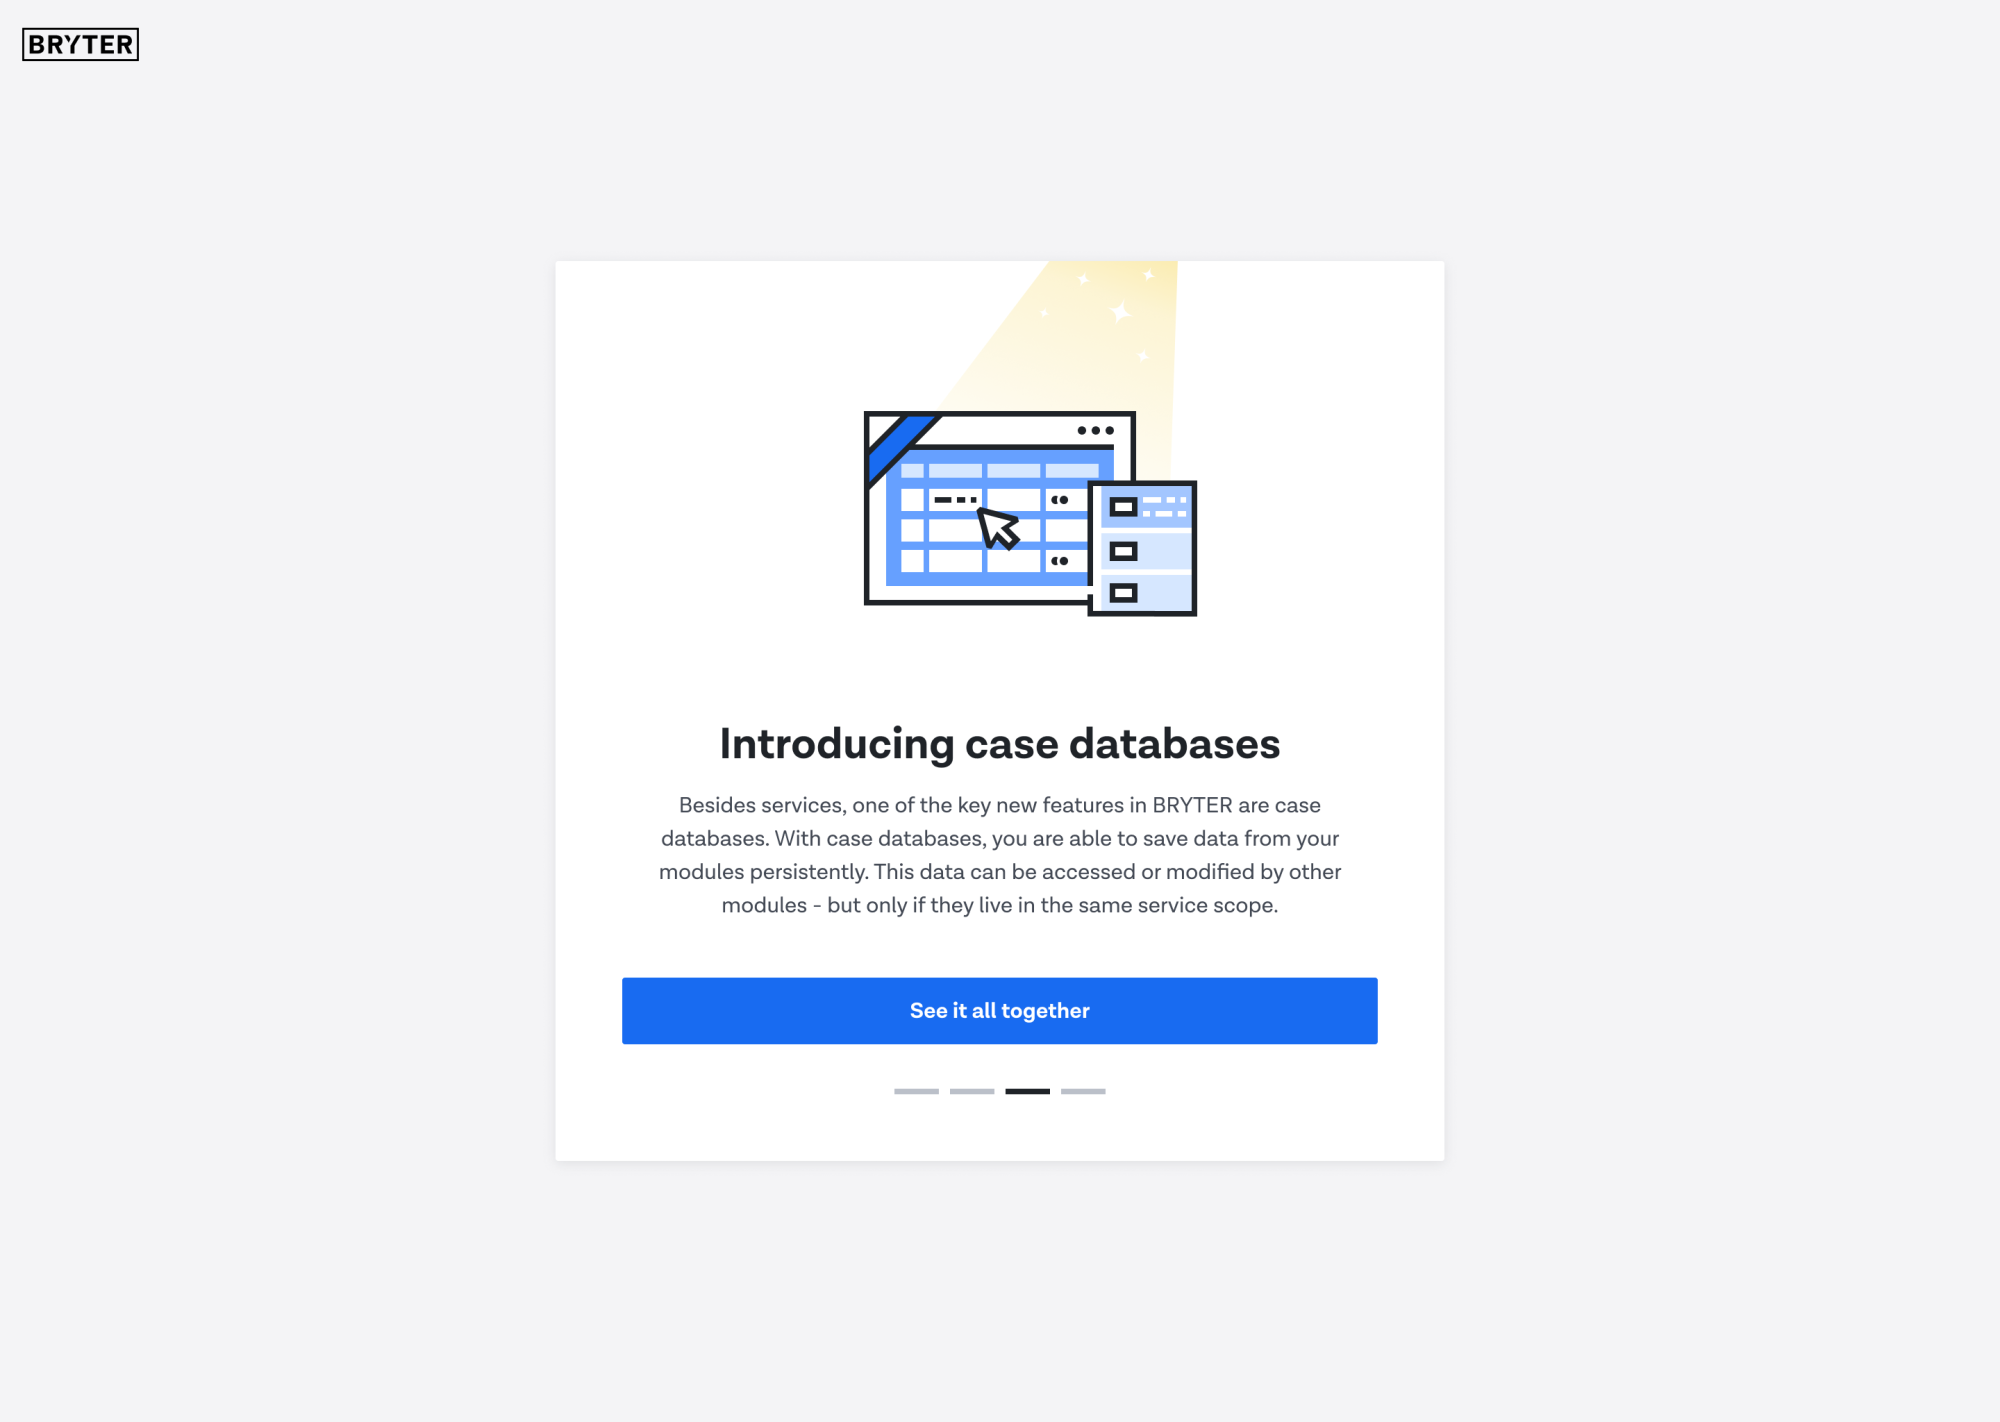 BRYTER
Introducing case databases
Besides services, one of the key new features in BRYTER are case
databases. With case databases, you are able to save data from your
modules persistently. This data can be accessed or modified by other
modules - but only if they live in the same service scope.
See it all together